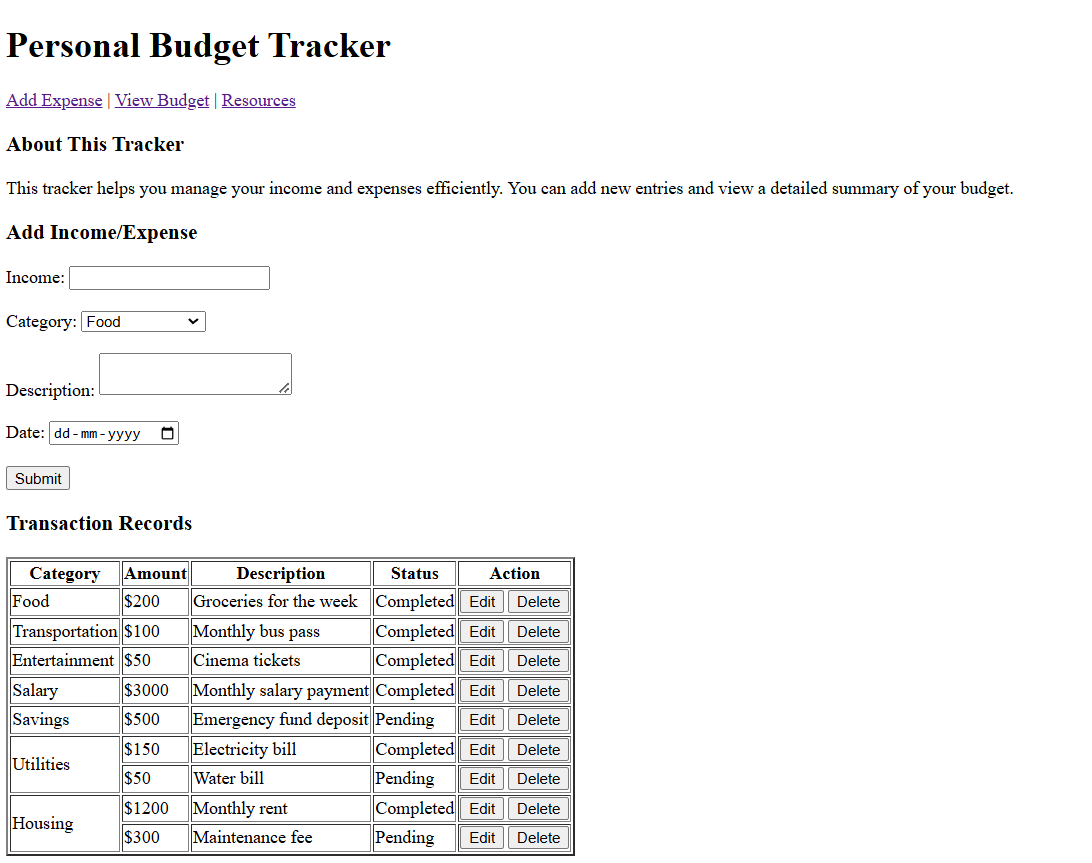 Personal Budget Tracker
Add Expense | View Budget | Resources
About This Tracker
This tracker helps you manage your income and expenses efficiently. You can add new entries and view a detailed summary of your budget.
Add Income/Expense
Income:
Category: Food
Description:
Date: dd-mm-yyyy
Submit
Transaction Records
Category Amount Description Status Action
Food $200 Groceries for the week Completed Edit Delete
Transportation $100 Monthly bus pass Completed Edit Delete
Entertainment $50 Cinema tickets Completed Edit Delete
Salary $3000 Monthly salary payment Completed Edit Delete
Savings $500 Emergency fund deposit Pending Edit Delete
Utilities $150 Electricity bill Completed Edit Delete
$50 Water bill Pending Edit Delete
Housing $1200 Monthly rent Completed Edit Delete
$300 Maintenance fee Pending Edit Delete